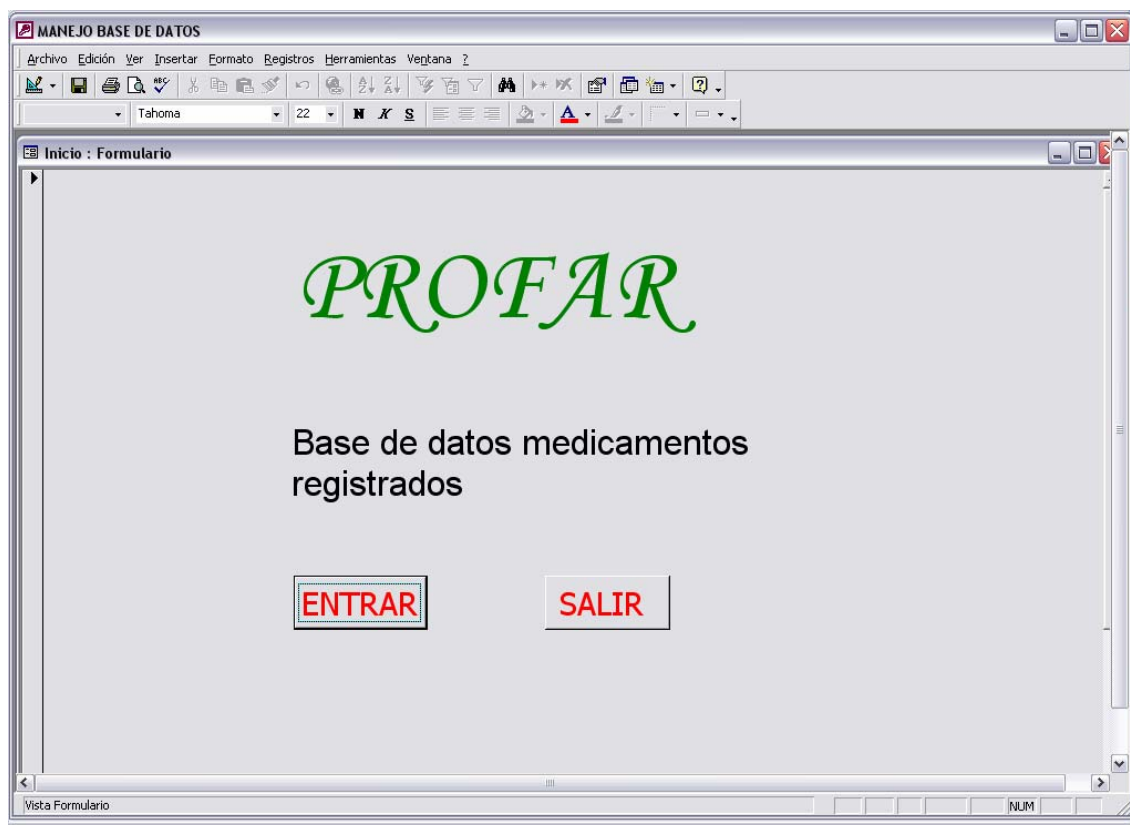 MANEJO BASE DE DATOS
Archivo Edición Ver Insertar Formato Registros Herramientas Ventana ?
Tahoma 22 N K S A
Inicio : Formulario
PROFAR
Base de datos medicamentos
registrados
ENTRAR SALIR
Vista Formulario NUM